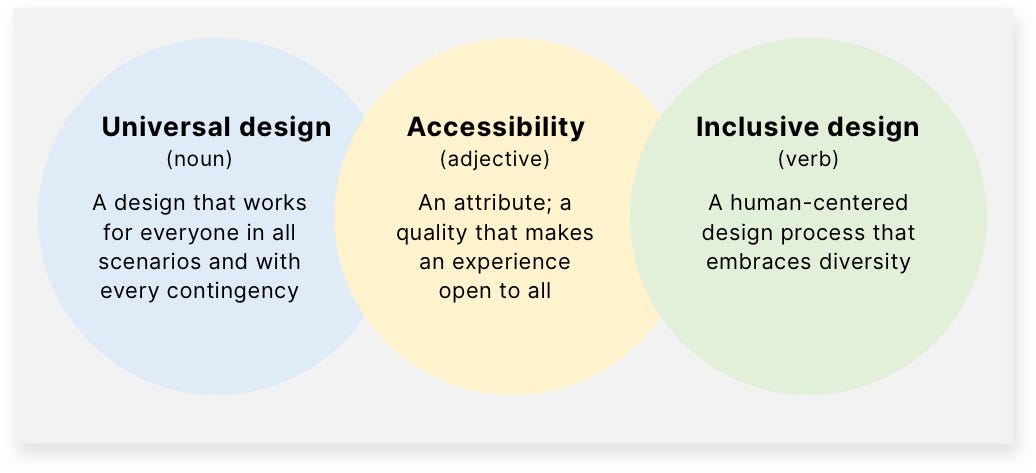 Universal design
(noun)
A design that works
for everyone in all
scenarios and with
every contingency
Accessibility
(adjective)
An attribute; a
quality that makes
an experience
open to all
Inclusive design
(verb)
A human-centered
design process that
embraces diversity